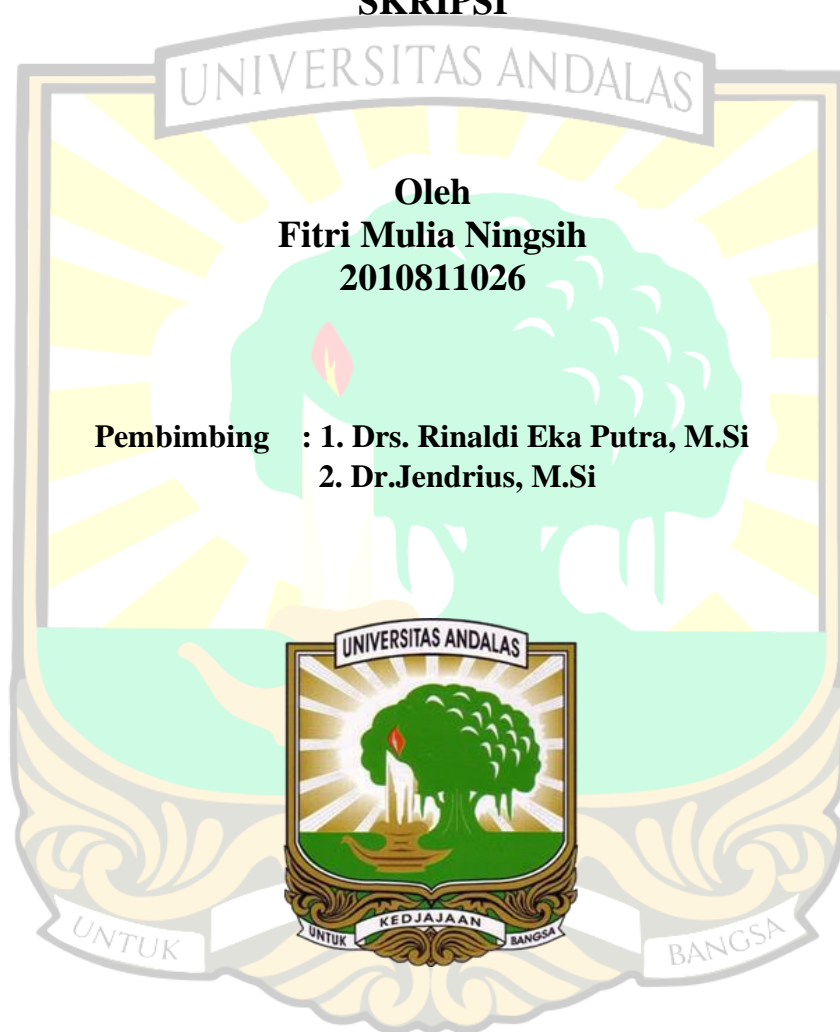 SKRIPSI
UNIVERSITAS ANDALAS
Oleh
Fitri Mulia Ningsih
2010811026
Pembimbing : 1. Drs. Rinaldi Eka Putra, M.Si
2. Dr.Jendrius, M.Si
UNIVERSITAS ANDALAS
UNTUK KEDJAJAAN BANGSA
UNTUK BANGSA